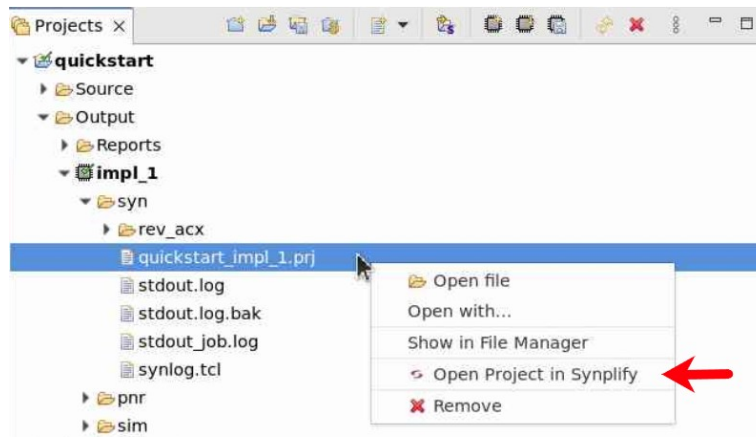 Projects
quickstart
Source
Output
Reports
impl_1
syn
rev_acx
quickstart_impl_1.prj
stdout.log
stdout.log.bak
stdout_job.log
synlog.tcl
pnr
sim
Open file
Open with...
Show in File Manager
Open Project in Synplify
Remove